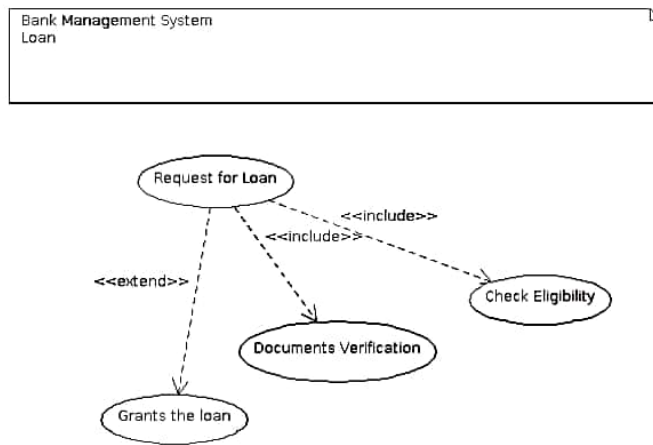 Bank Management System
Loan
Request for Loan
<<include>>
<<include>>
<<extend>>
Check Eligibility
Documents Verification
Grants the loan